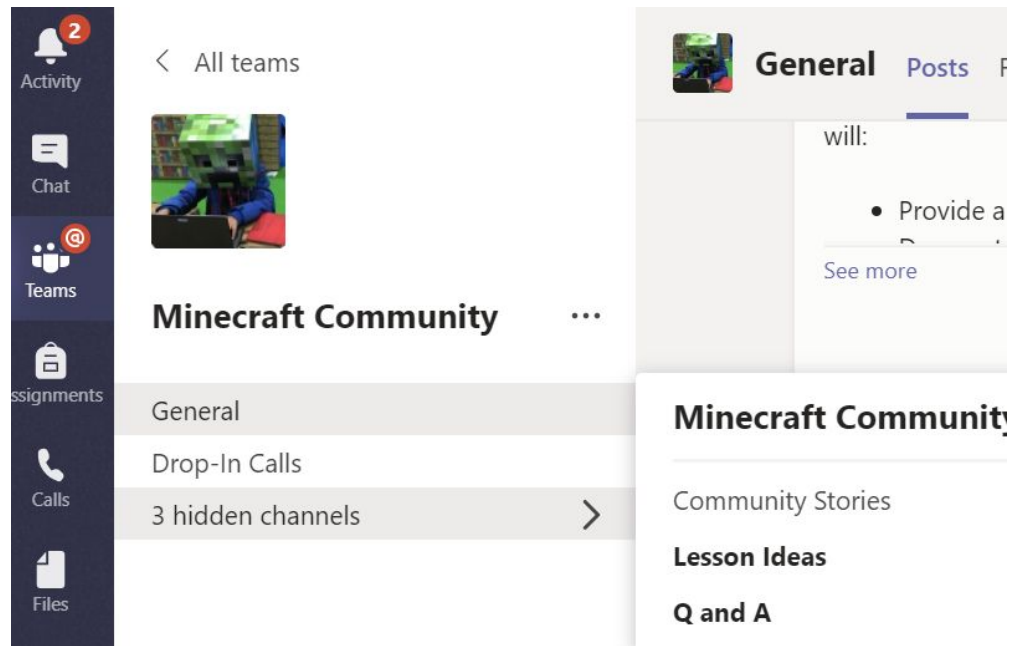 2
Activity
Chat
@
Teams
ssignments
Calls
Files
All teams
Minecraft Community
...
General
Drop-In Calls
3 hidden channels
General Posts
will:
• Provide a
See more
Minecraft Community
Community Stories
Lesson Ideas
Q and A